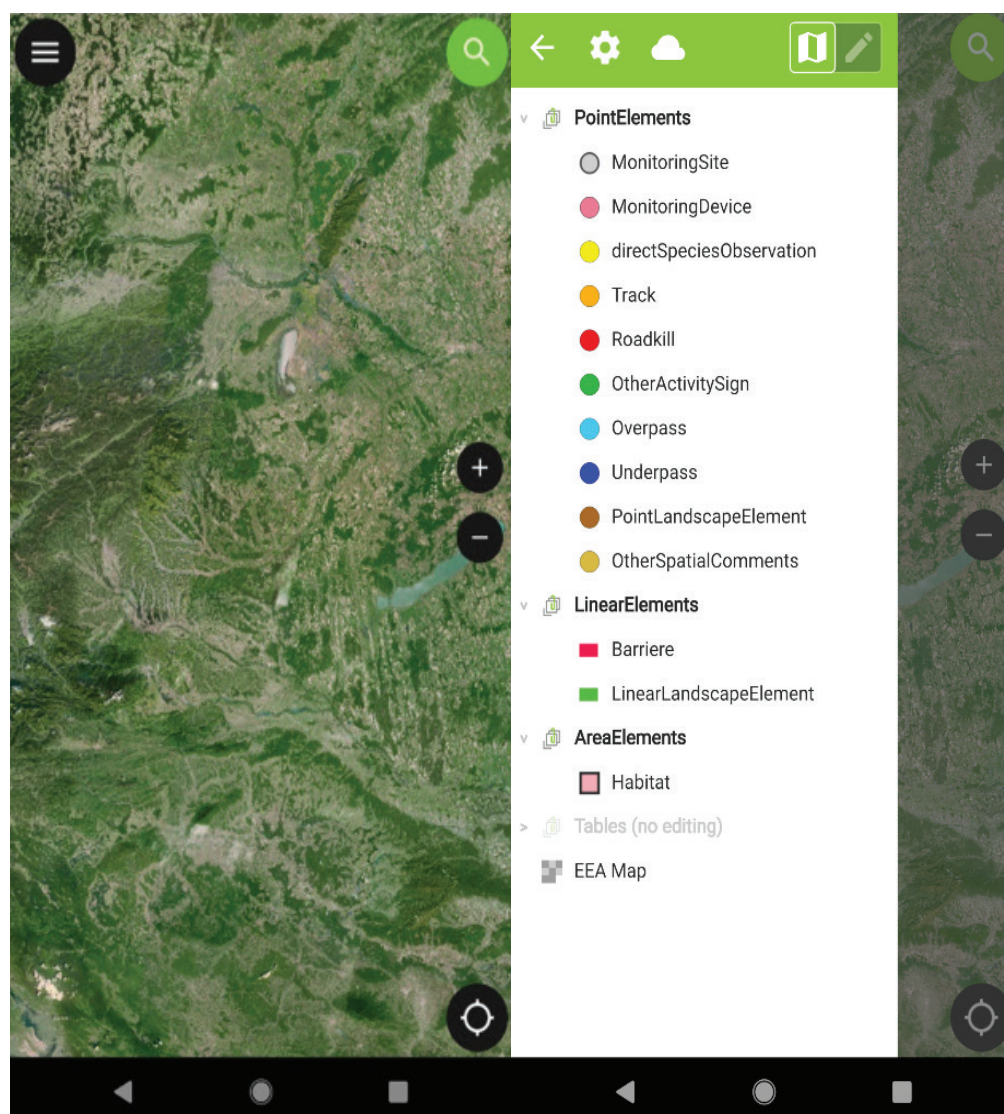 PointElements
MonitoringSite
MonitoringDevice
directSpeciesObservation
Track
Roadkill
OtherActivitySign
Overpass
Underpass
PointLandscapeElement
OtherSpatialComments
LinearElements
Barriere
LinearLandscapeElement
AreaElements
Habitat
Tables (no editing)
EEA Map